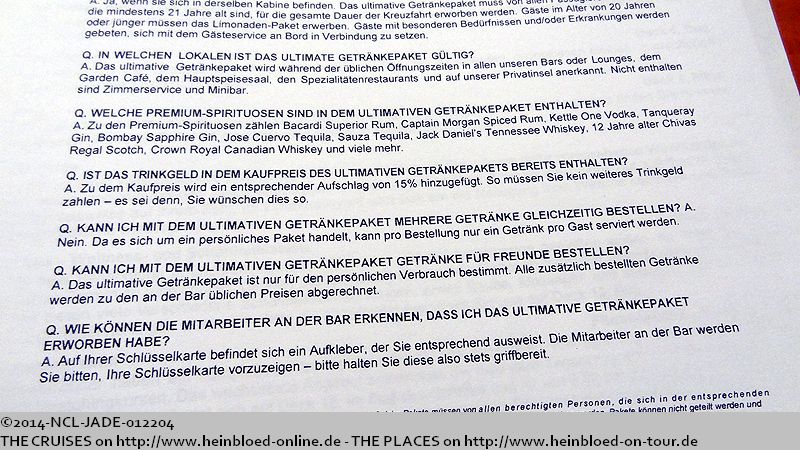 A. Ja, wenn sie sich in derselben Kabine befinden. Das ultimative Getränkepaket muss von allen
die mindestens 21 Jahre alt sind, für die gesamte Dauer der Kreuzfahrt erworben werden. Gäste im Alter von 20 Jahren
oder jünger müssen das Limonaden-Paket erwerben. Gäste mit besonderen Bedürfnissen und/oder Erkrankungen werden
gebeten, sich mit dem Gästeservice an Bord in Verbindung zu setzen.
Q. IN WELCHEN LOKALEN IST DAS ULTIMATE GETRÄNKEPAKET GÜLTIG?
A. Das ultimative Getränkepaket wird während der üblichen Öffnungszeiten in allen unseren Bars oder Lounges, dem
Garden Café, dem Hauptspeisesaal, den Spezialitätenrestaurants und auf unserer Privatinsel anerkannt. Nicht enthalten
sind Zimmerservice und Minibar.
Q. WELCHE PREMIUM-SPIRITUOSEN SIND IN DEM ULTIMATIVEN GETRÄNKEPAKET ENTHALTEN?
A. Zu den Premium-Spirituosen zählen Bacardi Superior Rum, Captain Morgan Spiced Rum, Kettle One Vodka, Tanqueray
Gin, Bombay Sapphire Gin, Jose Cuervo Tequila, Sauza Tequila, Jack Daniel's Tennessee Whiskey, 12 Jahre alter Chivas
Regal Scotch, Crown Royal Canadian Whiskey und viele mehr.
Q. IST DAS TRINKGELD IN DEM KAUFPREIS DES ULTIMATIVEN GETRÄNKEPAKETS BEREITS ENTHALTEN?
A. Zu dem Kaufpreis wird ein entsprechender Aufschlag von 15% hinzugefügt. So müssen Sie kein weiteres Trinkgeld
zahlen – es sei denn, Sie wünschen dies so.
Q. KANN ICH MIT DEM ULTIMATIVEN GETRÄNKEPAKET MEHRERE GETRÄNKE GLEICHZEITIG BESTELLEN? A.
Nein. Da es sich um ein persönliches Paket handelt, kann pro Bestellung nur ein Getränk pro Gast serviert werden.
Q. KANN ICH MIT DEM ULTIMATIVEN GETRÄNKEPAKET GETRÄNKE FÜR FREUNDE BESTELLEN?
A. Das ultimative Getränkepaket ist nur für den persönlichen Verbrauch bestimmt. Alle zusätzlich bestellten Getränke
werden zu den an der Bar üblichen Preisen abgerechnet.
Q. WIE KÖNNEN DIE MITARBEITER AN DER BAR ERKENNEN, DASS ICH DAS ULTIMATIVE GETRÄNKEPAKET
ERWORBEN HABE?
A. Auf Ihrer Schlüsselkarte befindet sich ein Aufkleber, der Sie entsprechend ausweist. Die Mitarbeiter an der Bar werden
Sie bitten, Ihre Schlüsselkarte vorzuzeigen – bitte halten Sie diese also stets griffbereit.
müssen von allen berechtigten Personen, die sich in der entsprechenden
Pakete können nicht geteilt werden und
©2014-NCL-JADE-012204
THE CRUISES on http://www.heinbloed-online.de - THE PLACES on http://www.heinbloed-on-tour.de